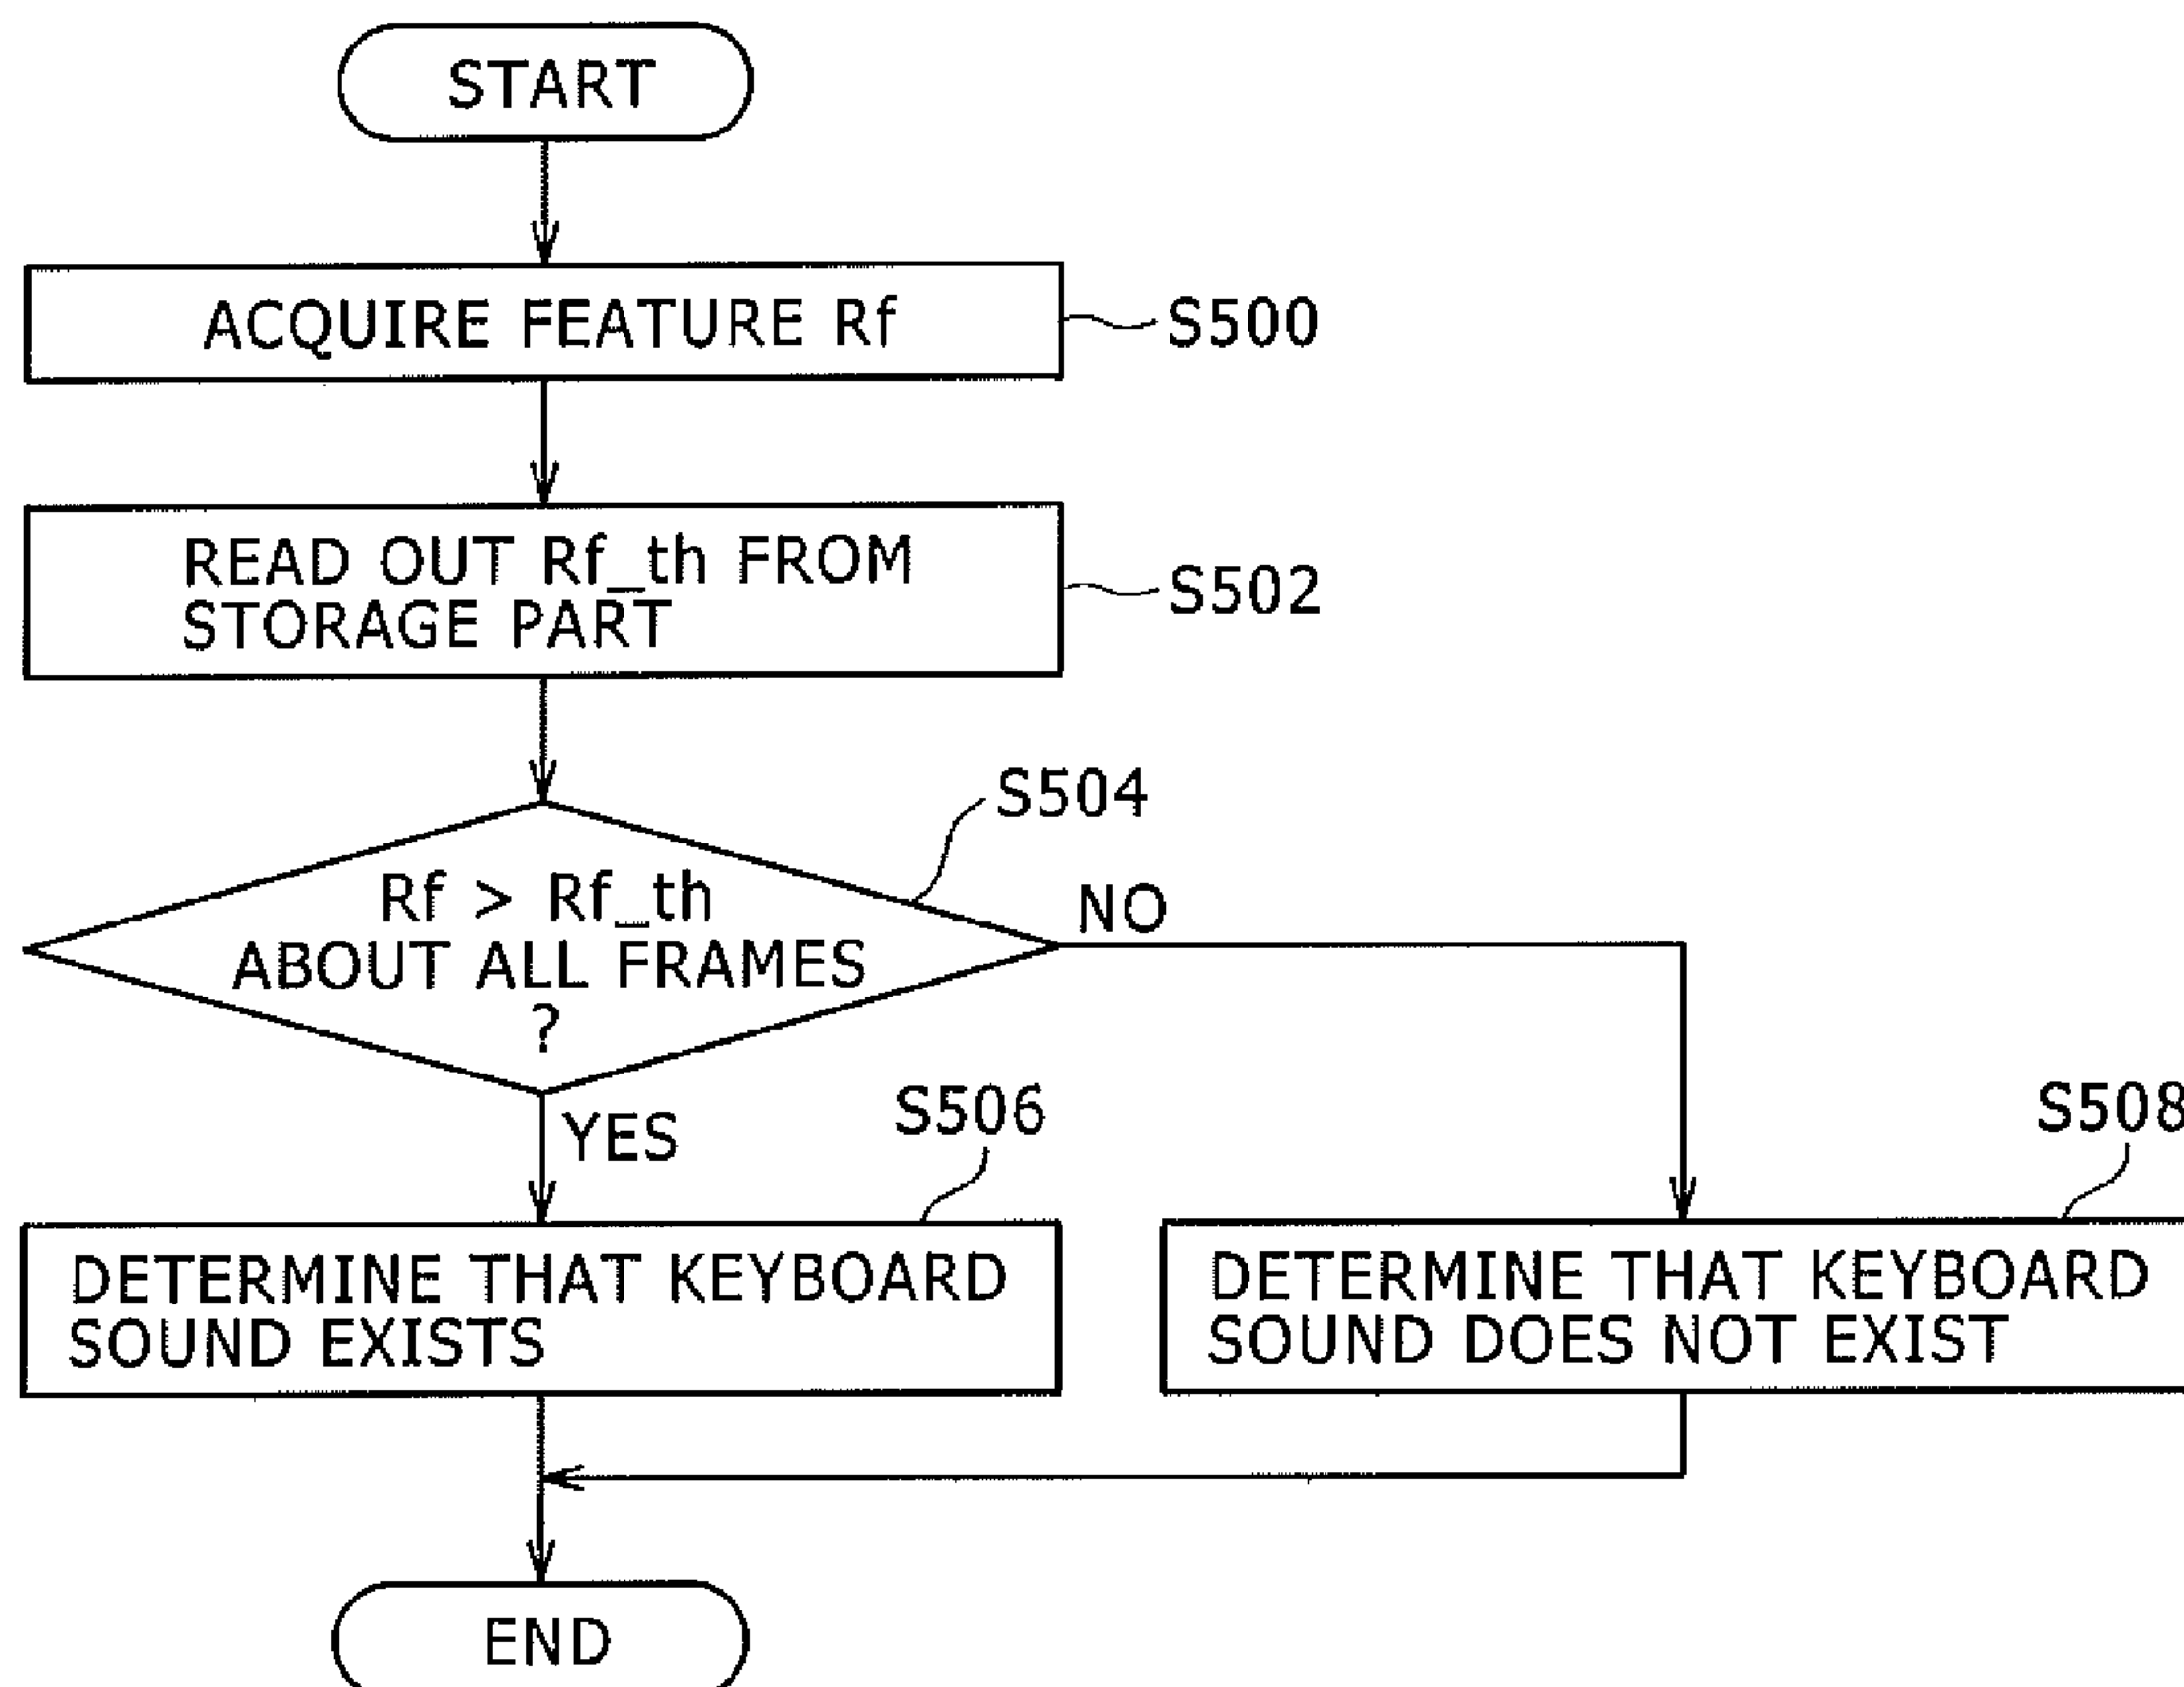 START
ACQUIRE FEATURE Rf
S500
READ OUT Rf_th FROM
STORAGE PART
S502
S504
Rf > Rf_th
ABOUT ALL FRAMES
?
NO
YES
S506
S508
DETERMINE THAT KEYBOARD
SOUND EXISTS
DETERMINE THAT KEYBOARD
SOUND DOES NOT EXIST
END